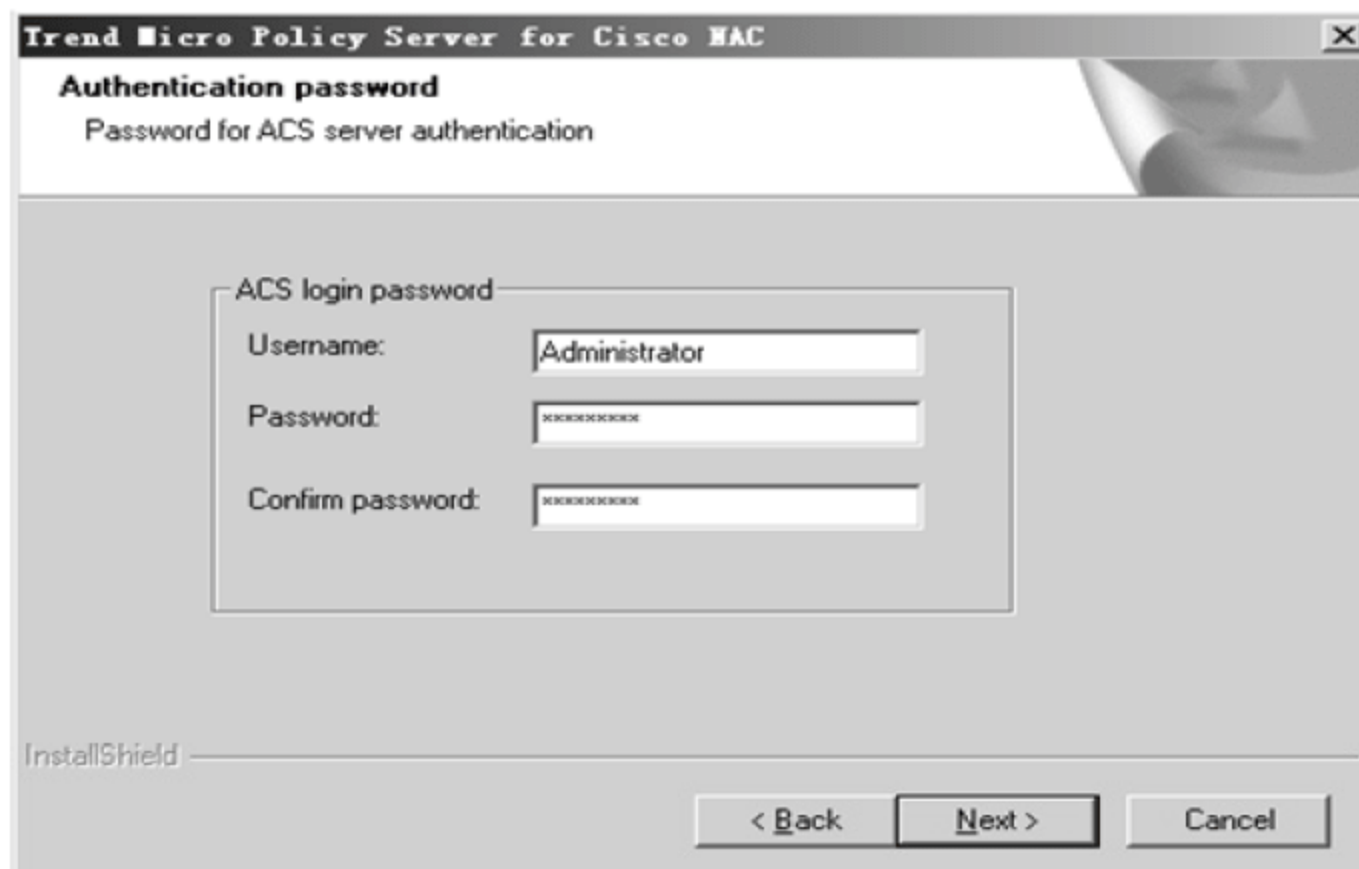 Trend Micro Policy Server for Cisco NAC
Authentication password
Password for ACS server authentication
ACS login password
Username:
Administrator
Password:
*********
Confirm password:
*********
InstallShield
< Back
Next >
Cancel